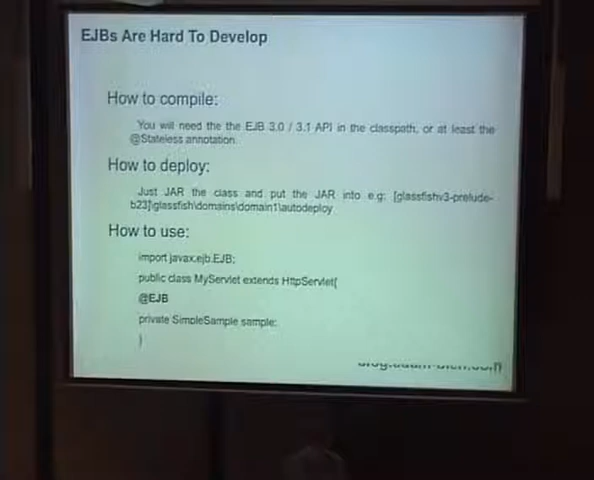 EJBs Are Hard To Develop
How to compile:
You will need the the EJB 3.0 / 3.1 API in the classpath, or at least the
@Stateless annotation.
How to deploy:
Just JAR the class and put the JAR into e.g: [glassfishv3-prelude-
b23]\glassfish\domains\domain1\autodeploy
How to use:
import javax.ejb.EJB;
public class MyServlet extends HttpServlet{
@EJB
private SimpleSample sample;
}